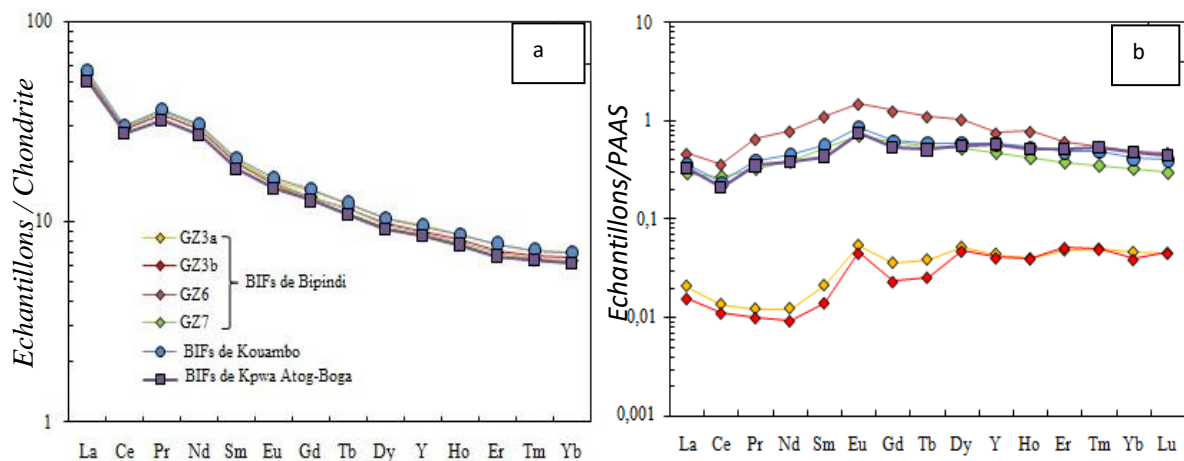 a
100
10
1
Echantillons / Chondrite
GZ3a
GZ3b
GZ6
GZ7
BIFs de Bipindi
BIFs de Kouambo
BIFs de Kpwa Atog-Boga
La Ce Pr Nd Sm Eu Gd Tb Dy Y Ho Er Tm Yb
b
10
1
0,1
0,01
0,001
Echantillons/PAAS
La Ce Pr Nd Sm Eu Gd Tb Dy Y Ho Er Tm Yb Lu